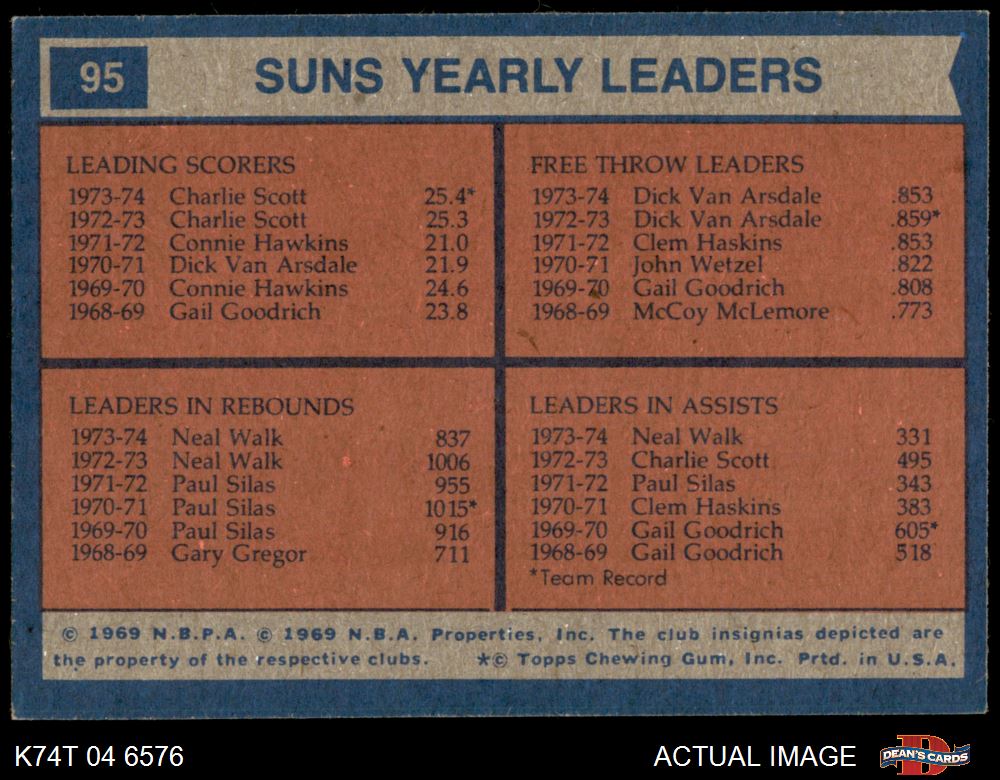 95
SUNS YEARLY LEADERS
LEADING SCORERS
1973-74 Charlie Scott 25.4*
1972-73 Charlie Scott 25.3
1971-72 Connie Hawkins 21.0
1970-71 Dick Van Arsdale 21.9
1969-70 Connie Hawkins 24.6
1968-69 Gail Goodrich 23.8
FREE THROW LEADERS
1973-74 Dick Van Arsdale .853
1972-73 Dick Van Arsdale .859*
1971-72 Clem Haskins .853
1970-71 John Wetzel .822
1969-70 Gail Goodrich .808
1968-69 McCoy McLemore .773
LEADERS IN REBOUNDS
1973-74 Neal Walk 837
1972-73 Neal Walk 1006
1971-72 Paul Silas 955
1970-71 Paul Silas 1015*
1969-70 Paul Silas 916
1968-69 Gary Gregor 711
LEADERS IN ASSISTS
1973-74 Neal Walk 331
1972-73 Charlie Scott 495
1971-72 Paul Silas 343
1970-71 Clem Haskins 383
1969-70 Gail Goodrich 605*
1968-69 Gail Goodrich 518
*Team Record
© 1969 N.B.P.A. © 1969 N.B.A. Properties, Inc. The club insignias depicted are
the property of the respective clubs. *© Topps Chewing Gum, Inc. Prtd. in U.S.A.
K74T 04 6576 ACTUAL IMAGE DEAN'S CARDS